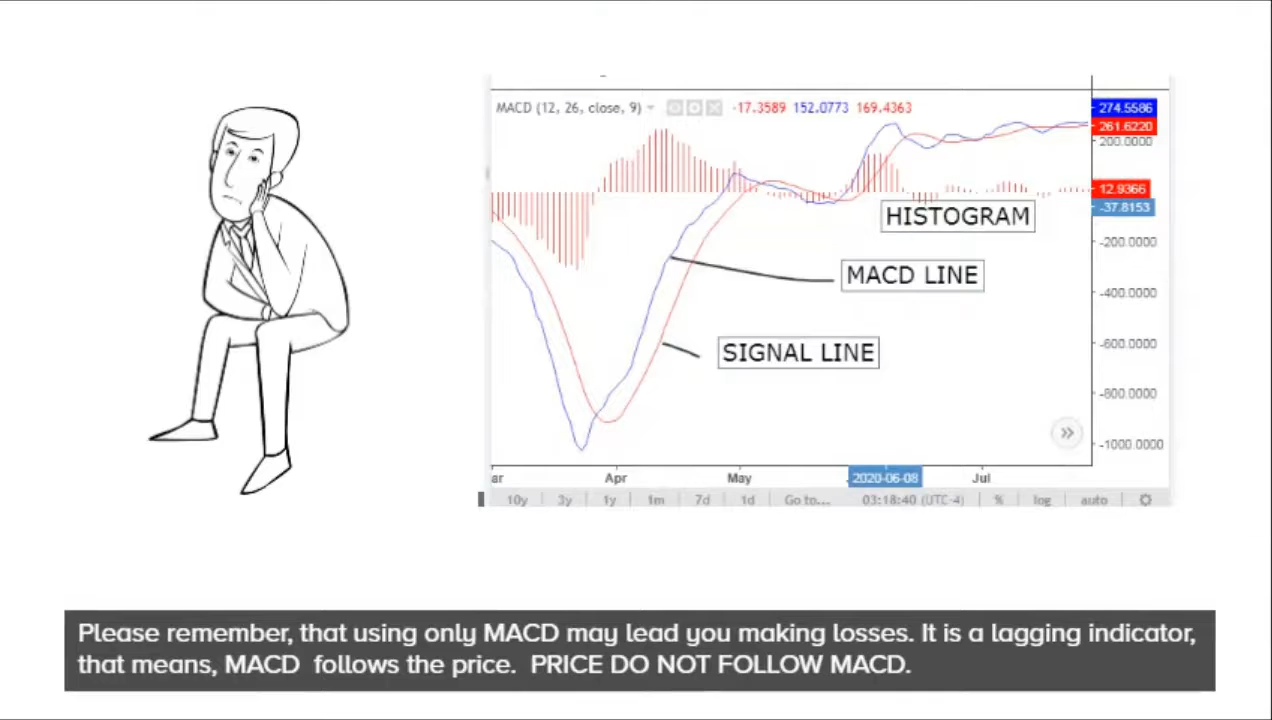 MACD (12, 26, close, 9) -17.3589 152.0773 169.4363
274.5586
261.6220
200.0000
12.9366
-37.8153
HISTOGRAM
-200.0000
MACD LINE
-400.0000
SIGNAL LINE
-600.0000
-800.0000
-1000.0000
ar Apr May 2020-06-08 Jul
10y 3y 1y 1m 7d 1d Go to... 03:18:40 (UTC-4) % log auto
Please remember, that using only MACD may lead you making losses. It is a lagging indicator,
that means, MACD follows the price. PRICE DO NOT FOLLOW MACD.